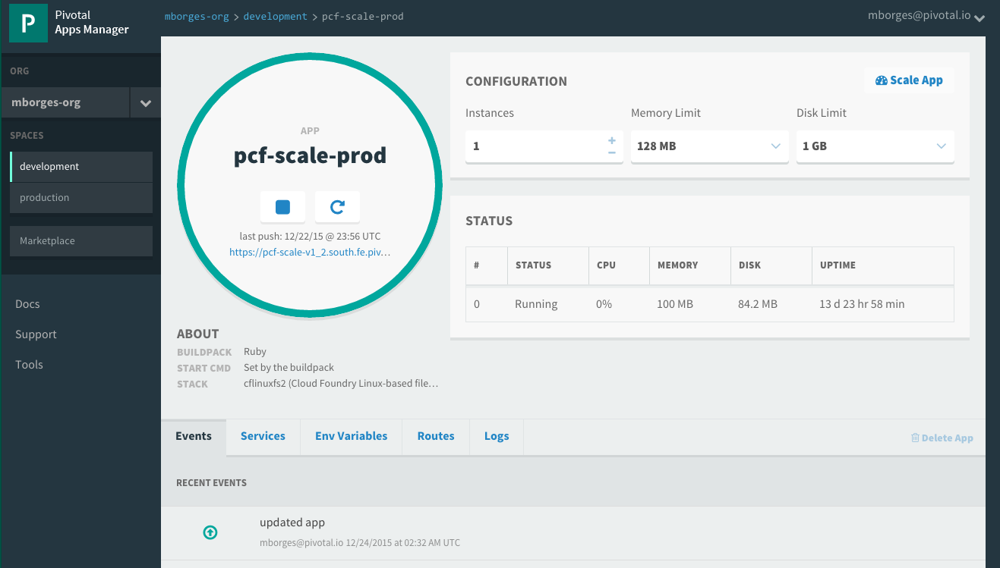 P
Pivotal
Apps Manager
mborges-org > development > pcf-scale-prod
mborges@pivotal.io
ORG
mborges-org
SPACES
development
production
Marketplace
Docs
Support
Tools
APP
pcf-scale-prod
last push: 12/22/15 @ 23:56 UTC
https://pcf-scale-v1_2.south.fe.piv…
ABOUT
BUILDPACK Ruby
START CMD Set by the buildpack
STACK cflinuxfs2 (Cloud Foundry Linux-based file…
CONFIGURATION
Scale App
Instances Memory Limit Disk Limit
1 + − 128 MB 1 GB
STATUS
# STATUS CPU MEMORY DISK UPTIME
0 Running 0% 100 MB 84.2 MB 13 d 23 hr 58 min
Events Services Env Variables Routes Logs Delete App
RECENT EVENTS
updated app
mborges@pivotal.io 12/24/2015 at 02:32 AM UTC